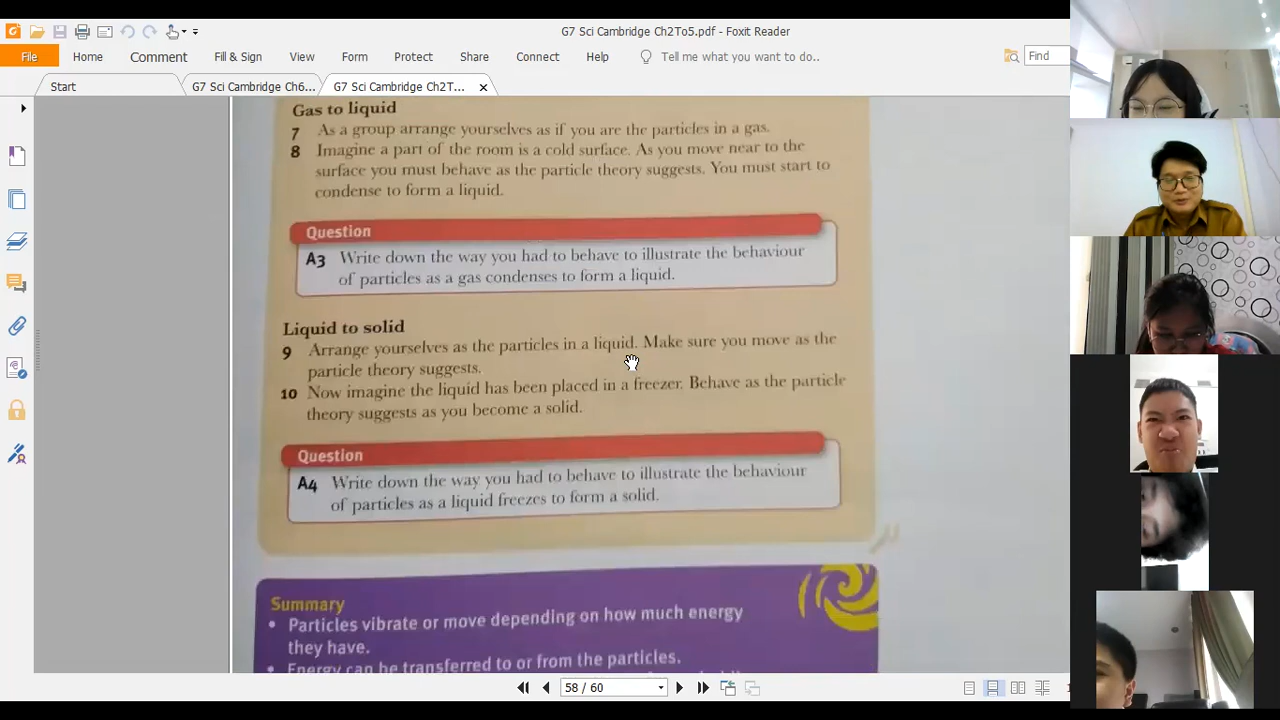 G7 Sci Cambridge Ch2To5.pdf - Foxit Reader
File Home Comment Fill & Sign View Form Protect Share Connect Help Tell me what you want to do.. Find
Start G7 Sci Cambridge Ch6... G7 Sci Cambridge Ch2T...
Gas to liquid
7 As a group arrange yourselves as if you are the particles in a gas.
8 Imagine a part of the room is a cold surface. As you move near to the
surface you must behave as the particle theory suggests. You must start to
condense to form a liquid.
Question
A3 Write down the way you had to behave to illustrate the behaviour
of particles as a gas condenses to form a liquid.
Liquid to solid
9 Arrange yourselves as the particles in a liquid. Make sure you move as the
particle theory suggests.
10 Now imagine the liquid has been placed in a freezer. Behave as the particle
theory suggests as you become a solid.
Question
A4 Write down the way you had to behave to illustrate the behaviour
of particles as a liquid freezes to form a solid.
Summary
• Particles vibrate or move depending on how much energy
they have.
• Energy can be transferred to or from the particles.
58 / 60